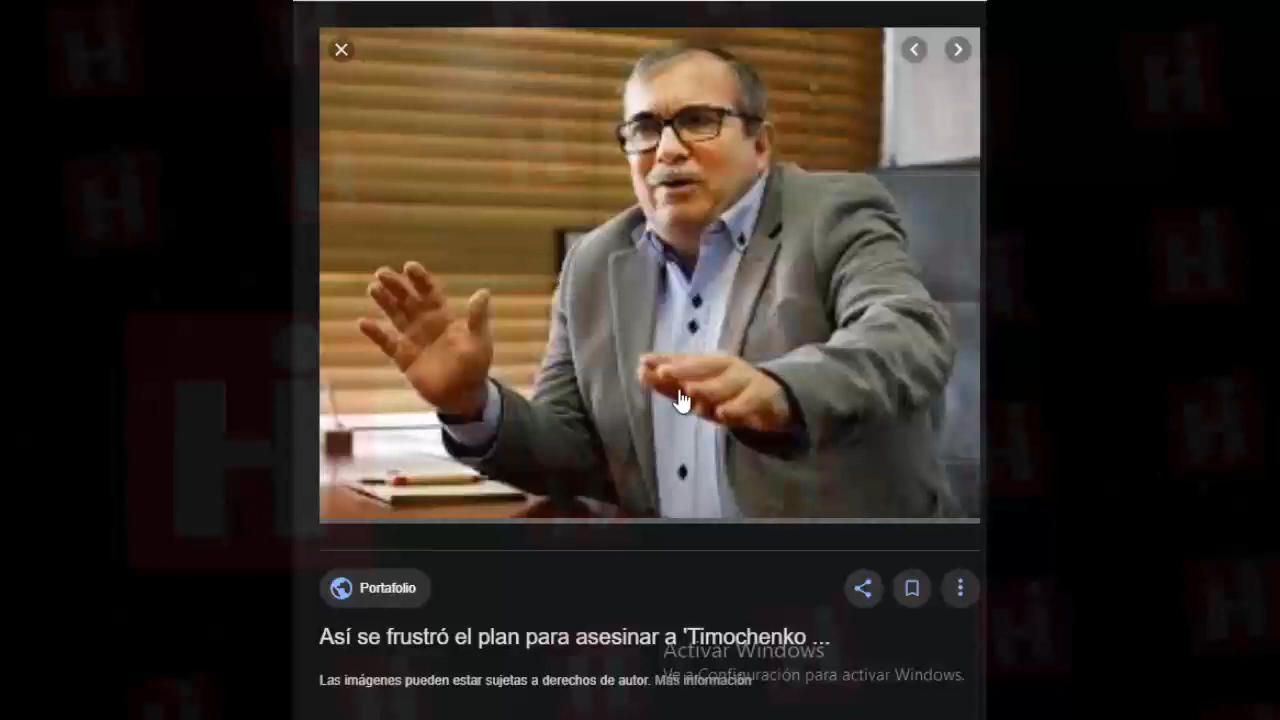 Portafolio
Así se frustró el plan para asesinar a 'Timochenko ...
Activar Windows
Ve a Configuración para activar Windows.
Las imágenes pueden estar sujetas a derechos de autor. Más información
Hi